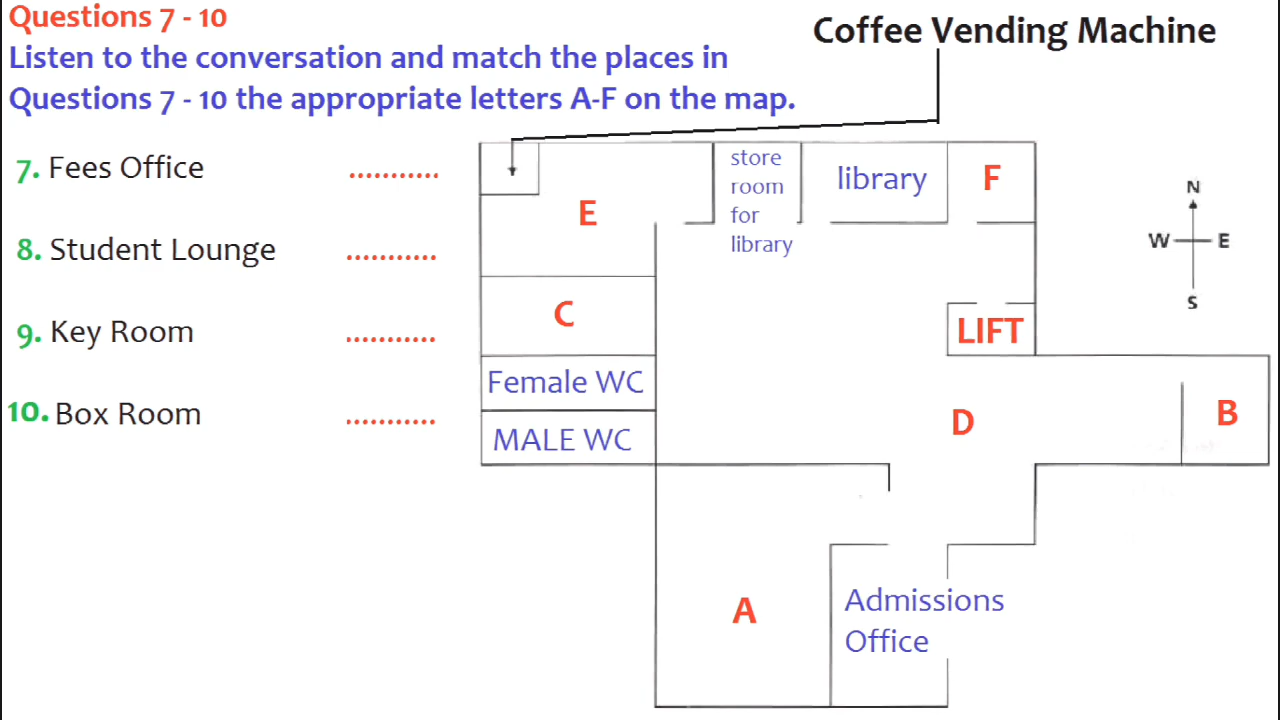 Questions 7 - 10
Listen to the conversation and match the places in
Questions 7 - 10 the appropriate letters A-F on the map.
Coffee Vending Machine
7. Fees Office ...........
8. Student Lounge ...........
9. Key Room ...........
10. Box Room ...........
store
room
for
library
library
F
E
N
W E
S
C
LIFT
Female WC
MALE WC
D
B
A
Admissions
Office